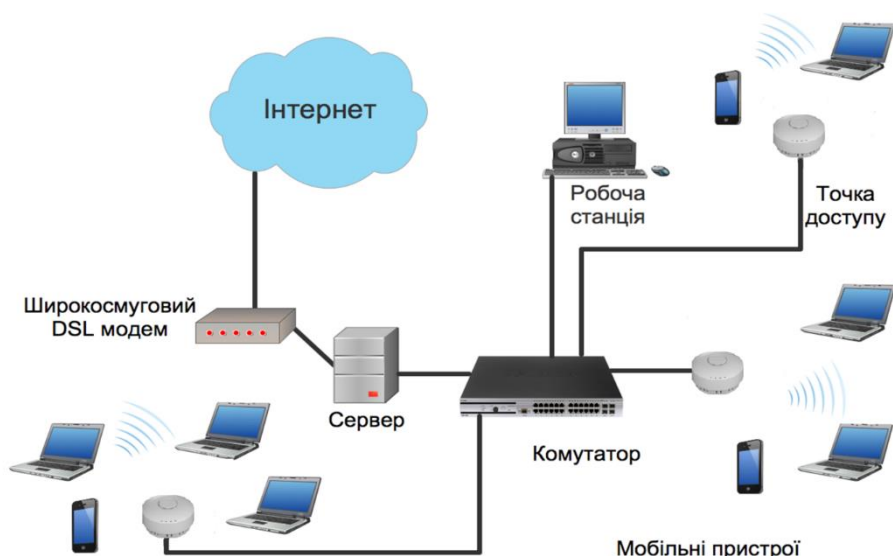 Інтернет
Робоча
станція
Точка
доступу
Широкосмуговий
DSL модем
Сервер
Комутатор
Мобільні пристрої